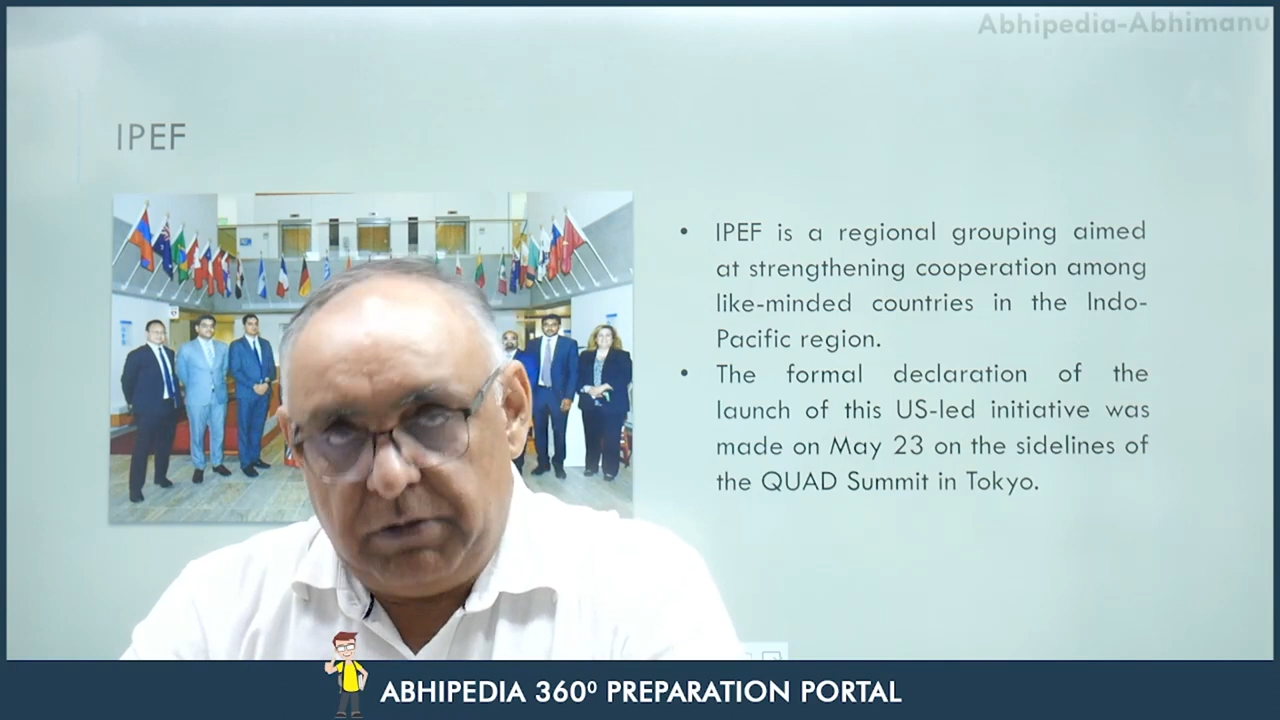 Abhipedia-Abhimanu
IPEF
• IPEF is a regional grouping aimed
at strengthening cooperation among
like-minded countries in the Indo-
Pacific region.
• The formal declaration of the
launch of this US-led initiative was
made on May 23 on the sidelines of
the QUAD Summit in Tokyo.
ABHIPEDIA 360⁰ PREPARATION PORTAL